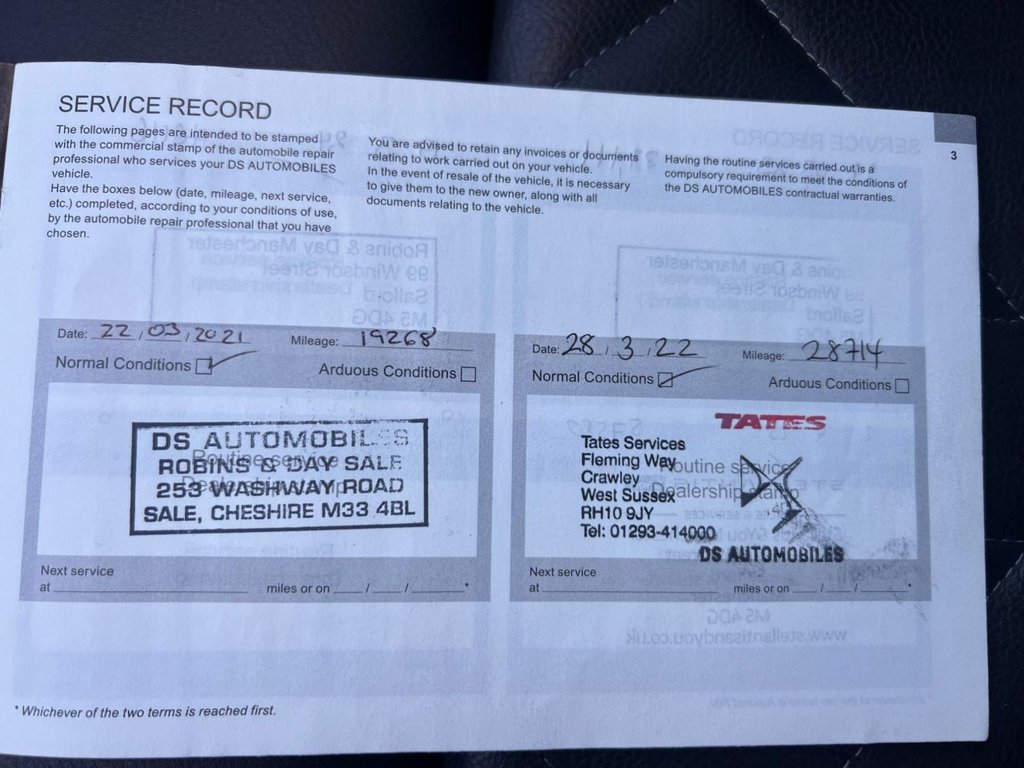 SERVICE RECORD
The following pages are intended to be stamped
with the commercial stamp of the automobile repair
professional who services your DS AUTOMOBILES
vehicle.
Have the boxes below (date, mileage, next service,
etc.) completed, according to your conditions of use,
by the automobile repair professional that you have
chosen.
You are advised to retain any invoices or documents
relating to work carried out on your vehicle.
In the event of resale of the vehicle, it is necessary
to give them to the new owner, along with all
documents relating to the vehicle.
Having the routine services carried out is a
compulsory requirement to meet the conditions of
the DS AUTOMOBILES contractual warranties.
3
Date: 22 / 03 / 2021 Mileage: 19268
Normal Conditions Arduous Conditions
Routine service
Dealership stamp
DS AUTOMOBILES
ROBINS & DAY SALE
253 WASHWAY ROAD
SALE, CHESHIRE M33 4BL
Next service
at miles or on / / *
Date: 28 / 3 / 22 Mileage: 28714
Normal Conditions Arduous Conditions
Routine service
Dealership stamp
TATES
Tates Services
Fleming Way
Crawley
West Sussex
RH10 9JY
Tel: 01293-414000
DS AUTOMOBILES
Next service
at miles or on / / *
* Whichever of the two terms is reached first.